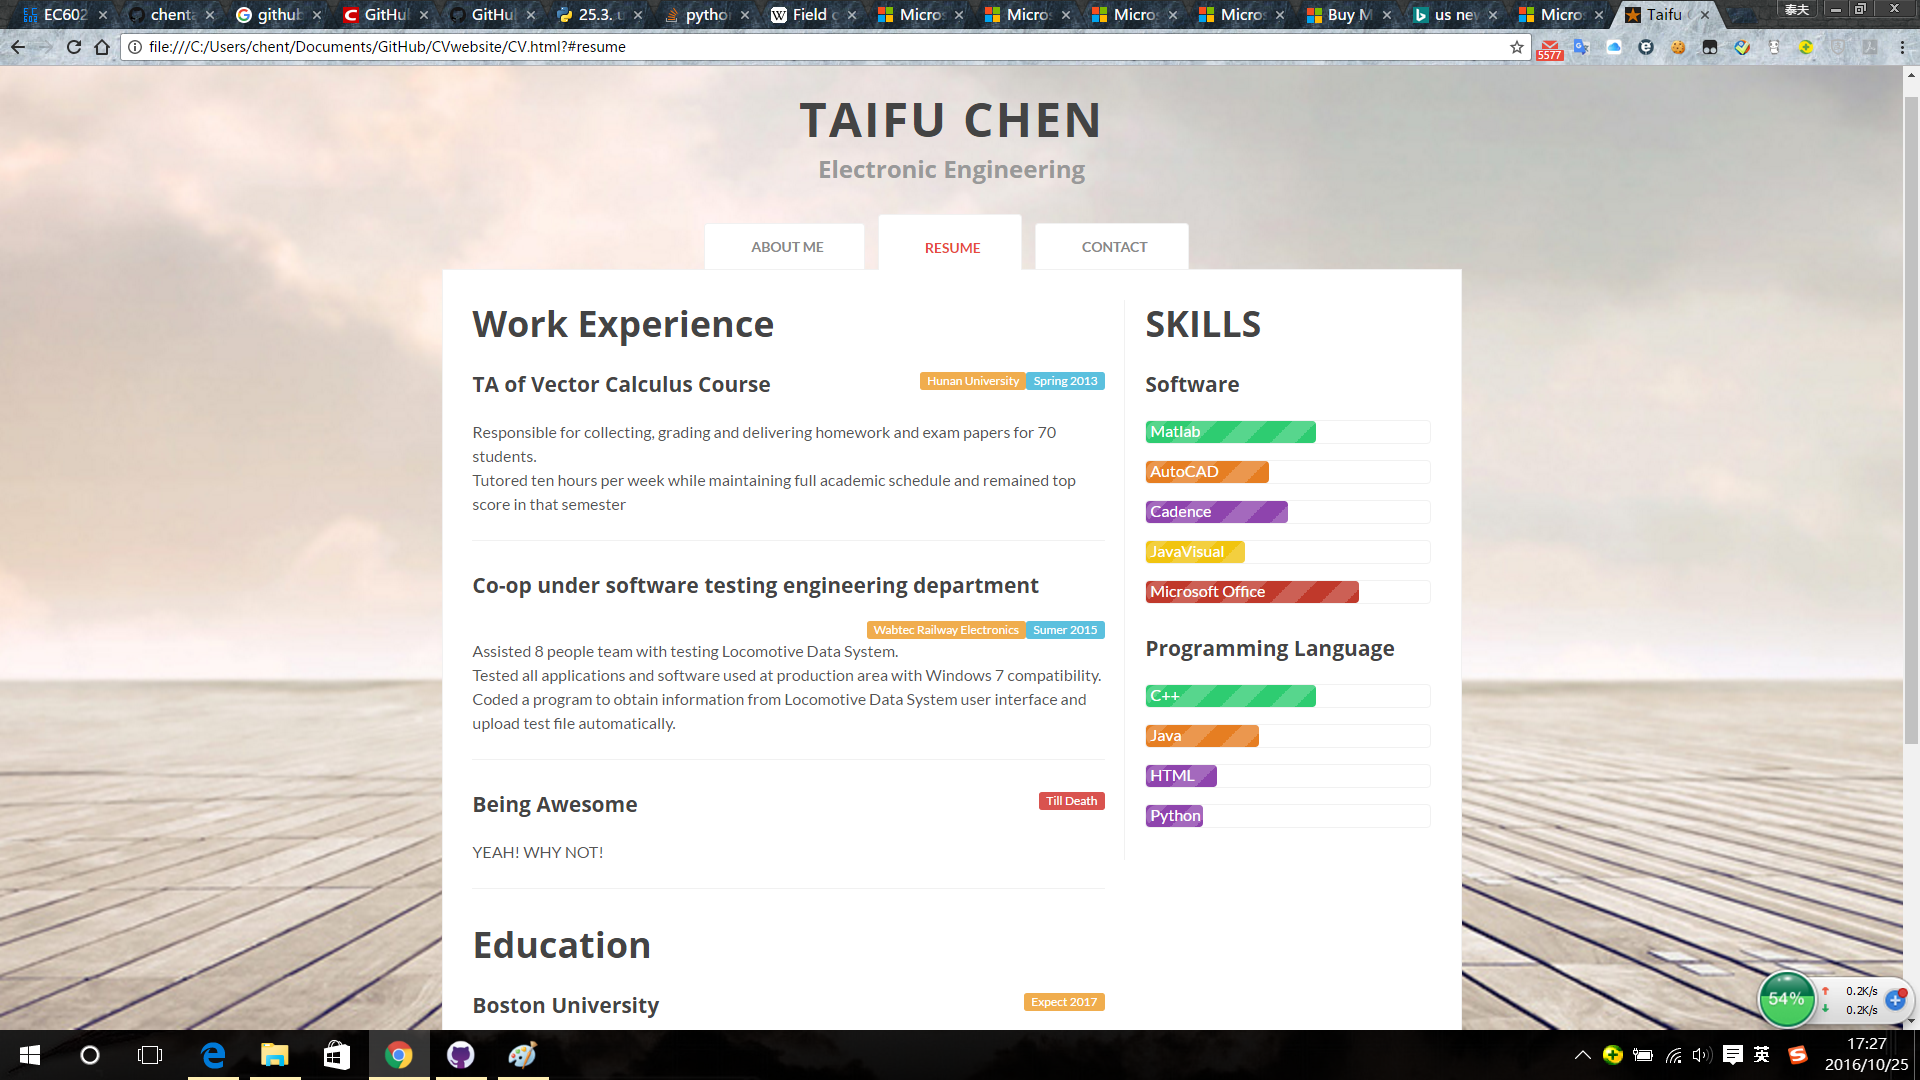 EC602
chenta
github
GitHu
GitHu
25.3. u
pytho
Field o
Micros
Micros
Micros
Micros
Buy M
us nev
Micros
Taifu
泰夫
file:///C:/Users/chent/Documents/GitHub/CVwebsite/CV.html?#resume
5577
TAIFU CHEN
Electronic Engineering
ABOUT ME
RESUME
CONTACT
Work Experience
TA of Vector Calculus Course
Hunan University Spring 2013
Responsible for collecting, grading and delivering homework and exam papers for 70
students.
Tutored ten hours per week while maintaining full academic schedule and remained top
score in that semester
Co-op under software testing engineering department
Wabtec Railway Electronics Sumer 2015
Assisted 8 people team with testing Locomotive Data System.
Tested all applications and software used at production area with Windows 7 compatibility.
Coded a program to obtain information from Locomotive Data System user interface and
upload test file automatically.
Being Awesome
Till Death
YEAH! WHY NOT!
Education
Boston University
Expect 2017
SKILLS
Software
Matlab
AutoCAD
Cadence
JavaVisual
Microsoft Office
Programming Language
C++
Java
HTML
Python
54%
0.2K/s
0.2K/s
英
17:27
2016/10/25